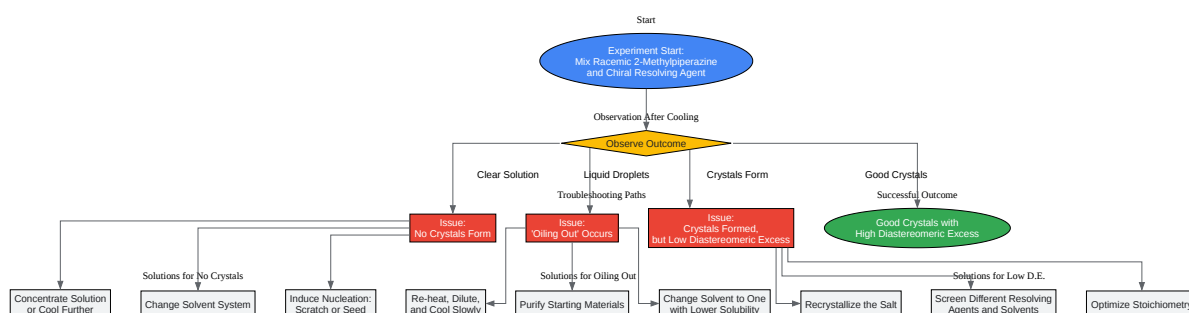 Start
Experiment Start:
Mix Racemic 2-Methylpiperazine
and Chiral Resolving Agent
Observation After Cooling
Observe Outcome
Clear Solution
Liquid Droplets
Crystals Form
Good Crystals
Troubleshooting Paths
Successful Outcome
Issue:
No Crystals Form
Issue:
'Oiling Out' Occurs
Issue:
Crystals Formed,
but Low Diastereomeric Excess
Good Crystals with
High Diastereomeric Excess
Solutions for No Crystals
Solutions for Oiling Out
Solutions for Low D.E.
Concentrate Solution
or Cool Further
Change Solvent System
Induce Nucleation:
Scratch or Seed
Re-heat, Dilute,
and Cool Slowly
Purify Starting Materials
Change Solvent to One
with Lower Solubility
Recrystallize the Salt
Screen Different Resolving
Agents and Solvents
Optimize Stoichiometry